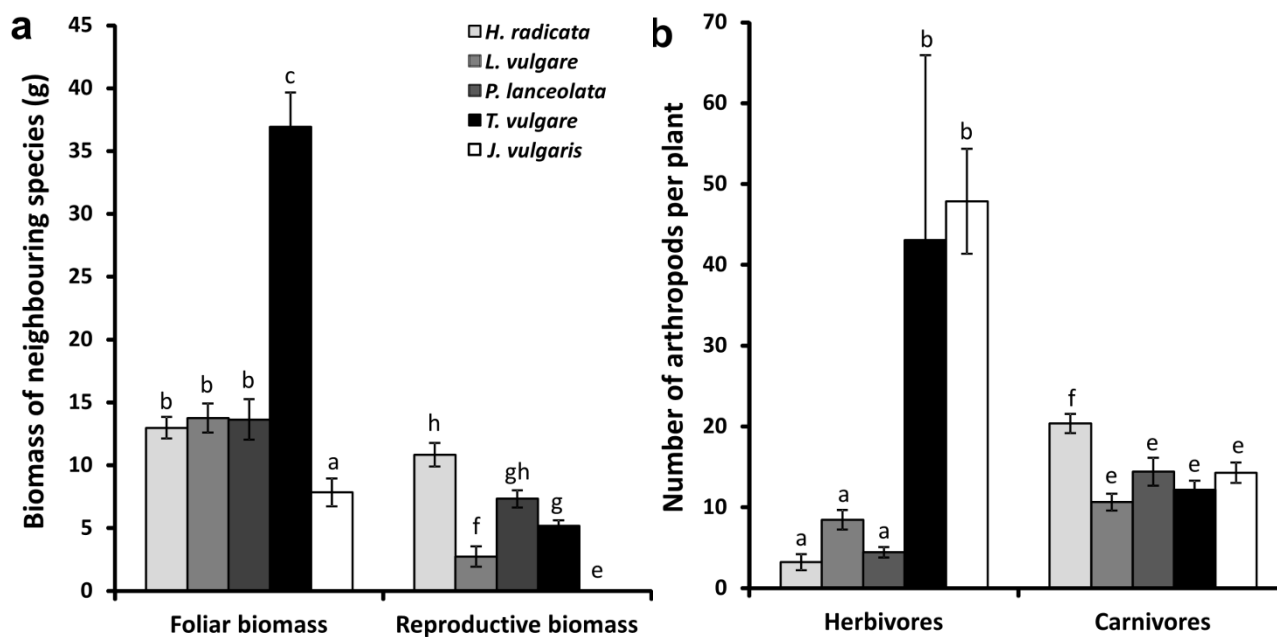 a
Biomass of neighbouring species (g)
45
40
35
30
25
20
15
10
5
0
H. radicata
L. vulgare
P. lanceolata
T. vulgare
J. vulgaris
b
b
b
c
a
h
f
gh
g
e
Foliar biomass
Reproductive biomass
b
Number of arthropods per plant
70
60
50
40
30
20
10
0
a
a
a
b
b
f
e
e
e
e
Herbivores
Carnivores